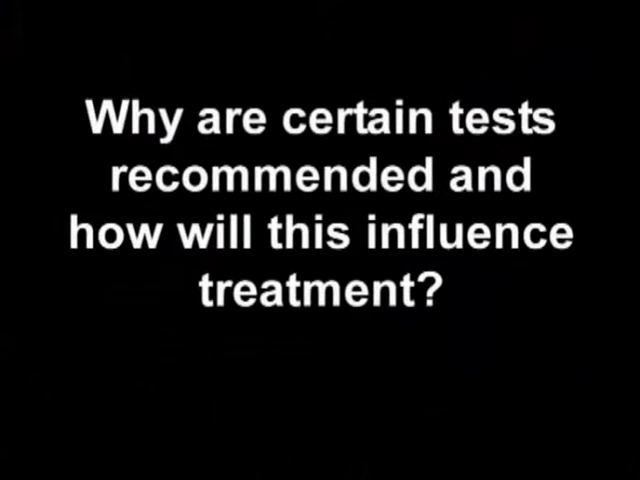 Why are certain tests
recommended and
how will this influence
treatment?